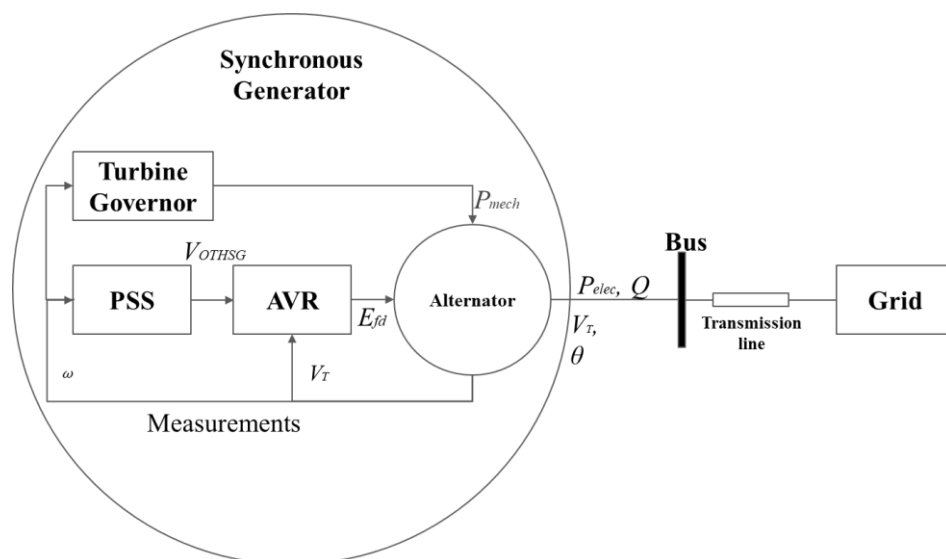 Synchronous
Generator
Turbine
Governor
P_mech
V_OTHSG
PSS
AVR
E_fd
Alternator
P_elec, Q
V_T,
θ
Bus
Transmission
line
Grid
ω
V_T
Measurements